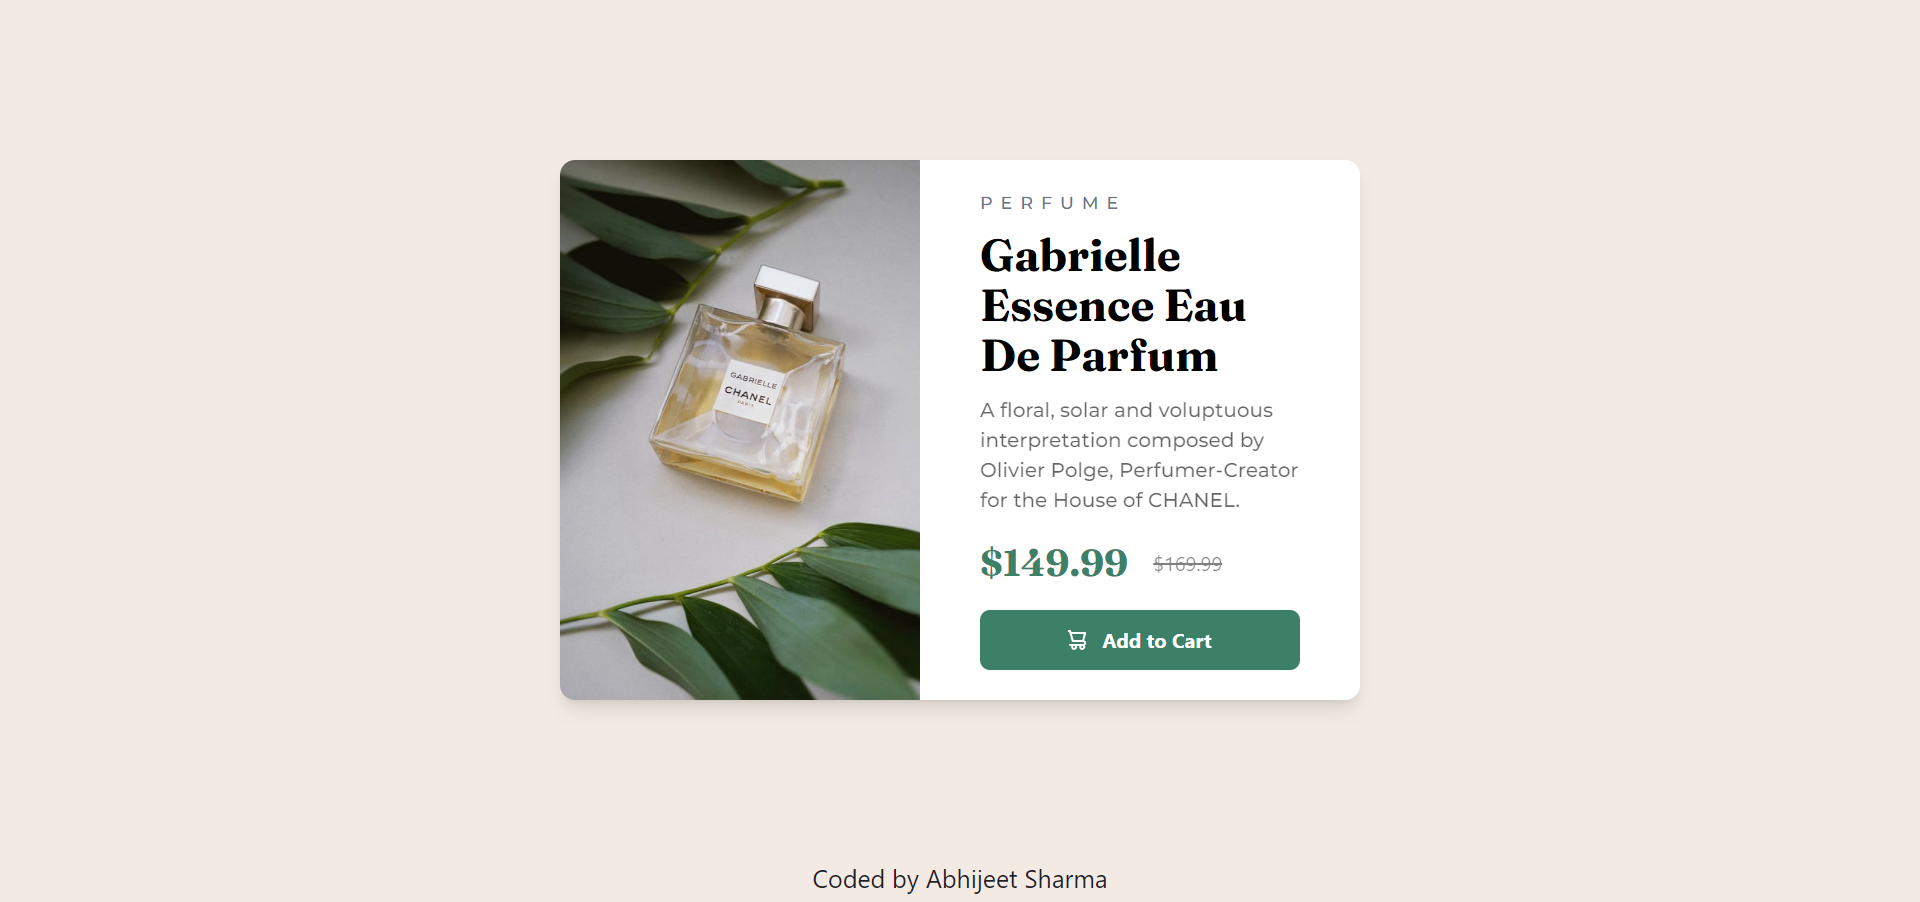 GABRIELLE
CHANEL
PARIS
PERFUME
Gabrielle
Essence Eau
De Parfum
A floral, solar and voluptuous
interpretation composed by
Olivier Polge, Perfumer-Creator
for the House of CHANEL.
$149.99 $169.99
Add to Cart
Coded by Abhijeet Sharma